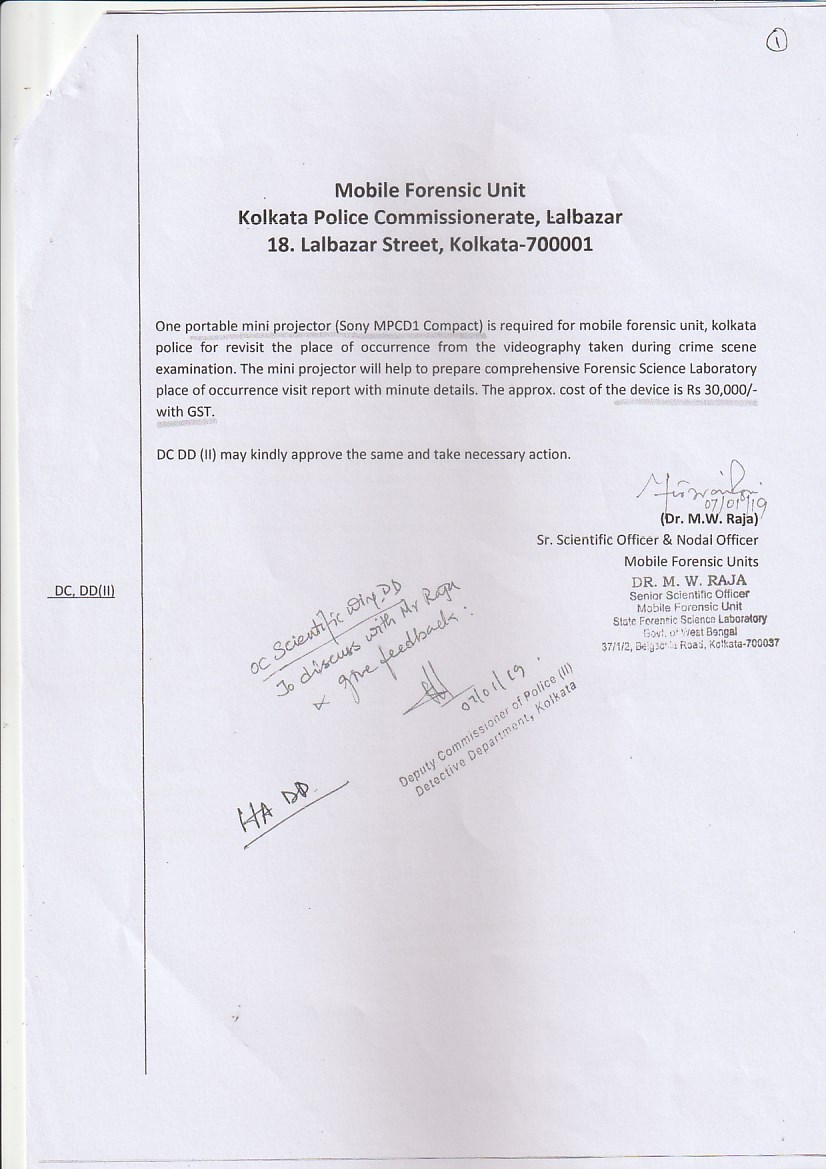 1
Mobile Forensic Unit
Kolkata Police Commissionerate, Lalbazar
18. Lalbazar Street, Kolkata-700001
One portable mini projector (Sony MPCD1 Compact) is required for mobile forensic unit, kolkata
police for revisit the place of occurrence from the videography taken during crime scene
examination. The mini projector will help to prepare comprehensive Forensic Science Laboratory
place of occurrence visit report with minute details. The approx. cost of the device is Rs 30,000/-
with GST.
DC DD (II) may kindly approve the same and take necessary action.
07/01/19
(Dr. M.W. Raja)
Sr. Scientific Officer & Nodal Officer
Mobile Forensic Units
DR. M. W. RAJA
Senior Scientific Officer
Mobile Forensic Unit
State Forensic Science Laboratory
Govt. of West Bengal
37/1/2, Belgachia Road, Kolkata-700037
DC, DD(II)
OC Scientific Wing, DD
To discuss with Mr Raja
& give feedback.
07/01/19.
Deputy Commissioner of Police (II)
Detective Department, Kolkata
HA DD.